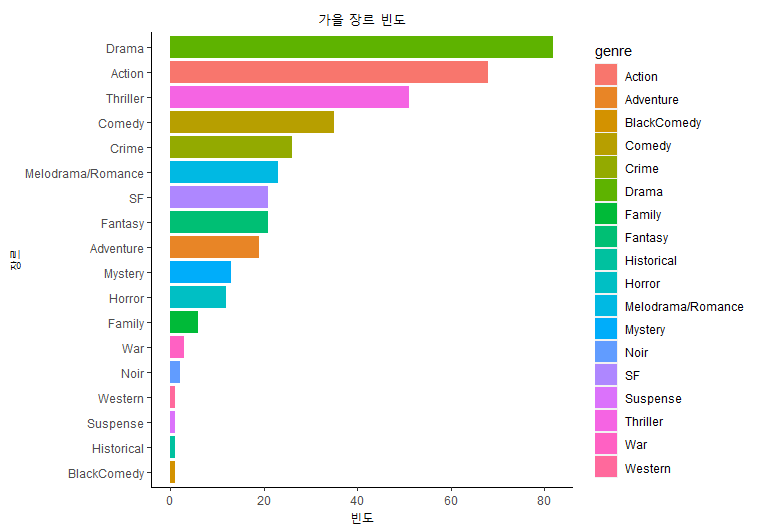 가을 장르 빈도
장르
Drama
Action
Thriller
Comedy
Crime
Melodrama/Romance
SF
Fantasy
Adventure
Mystery
Horror
Family
War
Noir
Western
Suspense
Historical
BlackComedy
0 20 40 60 80
빈도
genre
Action
Adventure
BlackComedy
Comedy
Crime
Drama
Family
Fantasy
Historical
Horror
Melodrama/Romance
Mystery
Noir
SF
Suspense
Thriller
War
Western